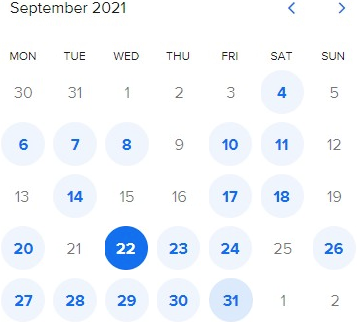 September 2021
MON TUE WED THU FRI SAT SUN
30 31 1 2 3 4 5
6 7 8 9 10 11 12
13 14 15 16 17 18 19
20 21 22 23 24 25 26
27 28 29 30 31 1 2